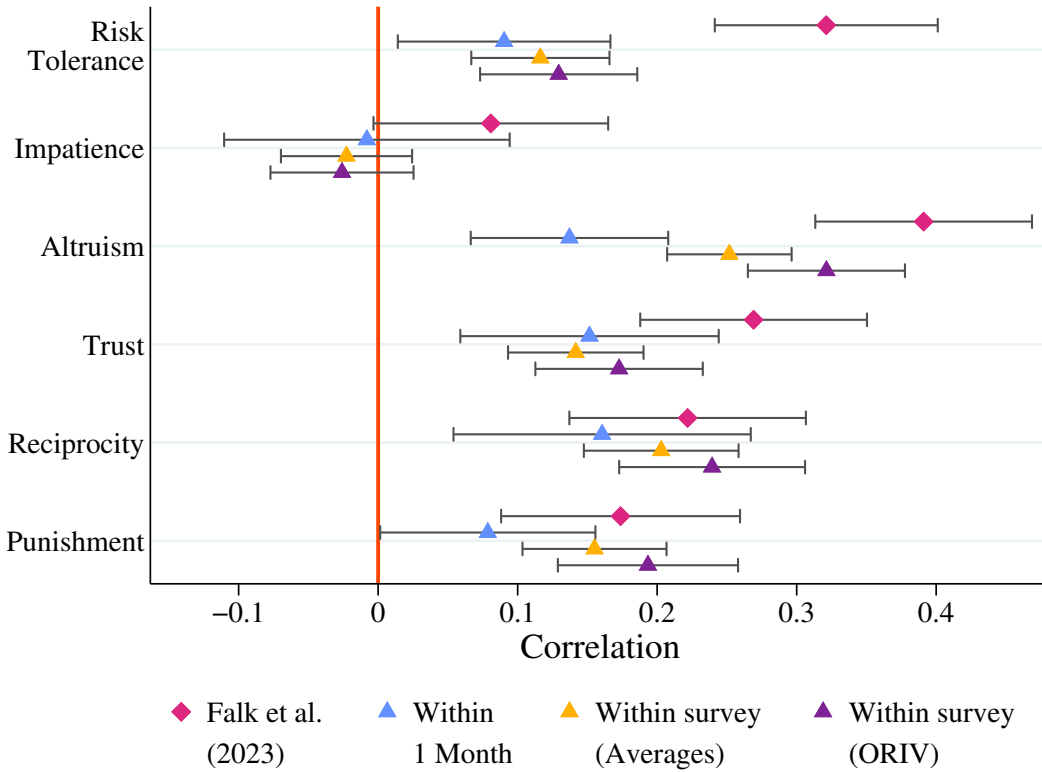 Risk
Tolerance
Impatience
Altruism
Trust
Reciprocity
Punishment
−0.1 0 0.1 0.2 0.3 0.4
Correlation
Falk et al.
(2023)
Within
1 Month
Within survey
(Averages)
Within survey
(ORIV)